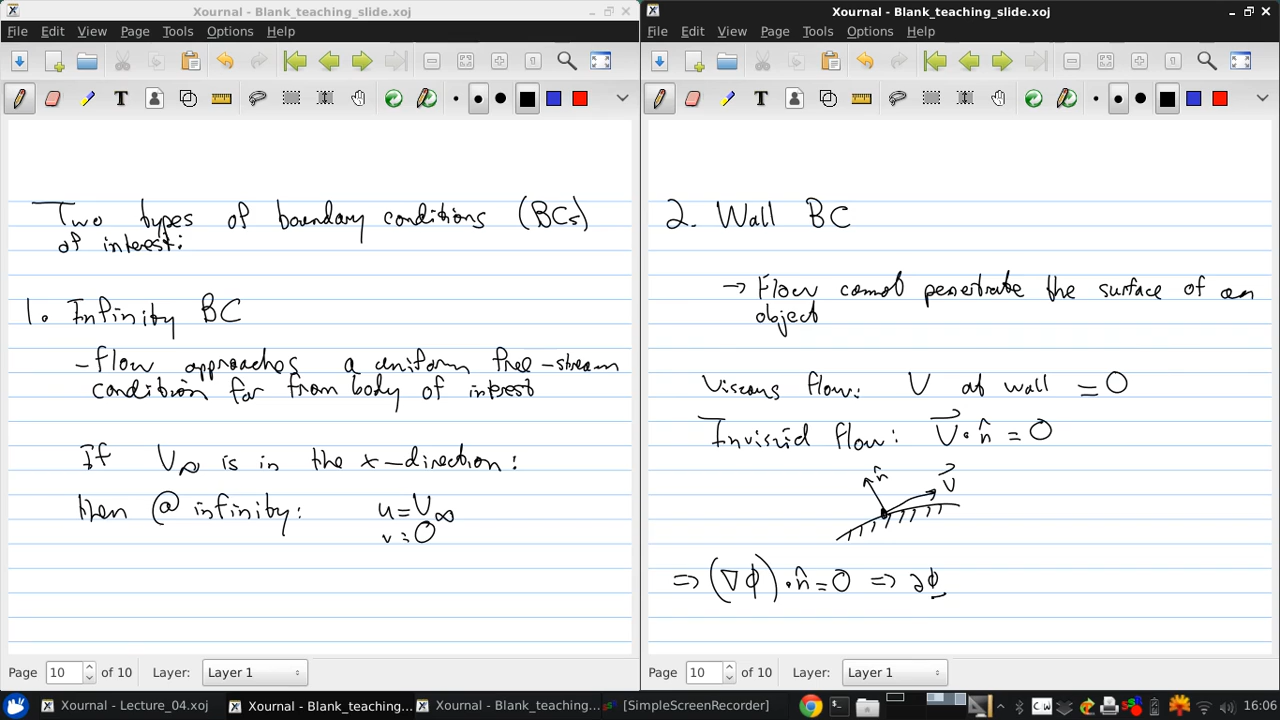 Xournal - Blank_teaching_slide.xoj
File Edit View Page Tools Options Help
Two types of boundary conditions (BCs)
of interest:
1. Infinity BC
- flow approaches a uniform free-stream
condition far from body of interest
If V∞ is in the x-direction:
then @ infinity: u = V∞
v = 0
Page 10 of 10 Layer: Layer 1
Xournal - Blank_teaching_slide.xoj
File Edit View Page Tools Options Help
2. Wall BC
→ Flow cannot penetrate the surface of an
object
Viscous flow: V at wall = 0
Inviscid flow: V⃗ · n̂ = 0
n̂ V⃗
⇒ (∇ϕ) · n̂ = 0 ⇒ ∂ϕ
Page 10 of 10 Layer: Layer 1
Xournal - Lecture_04.xoj Xournal - Blank_teaching... Xournal - Blank_teaching... [SimpleScreenRecorder] 16:06